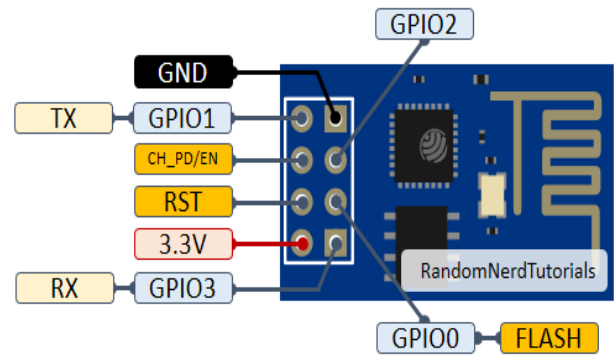 GPIO2
GND
TX GPIO1
CH_PD/EN
RST
3.3V
RandomNerdTutorials
RX GPIO3
GPIO0 FLASH